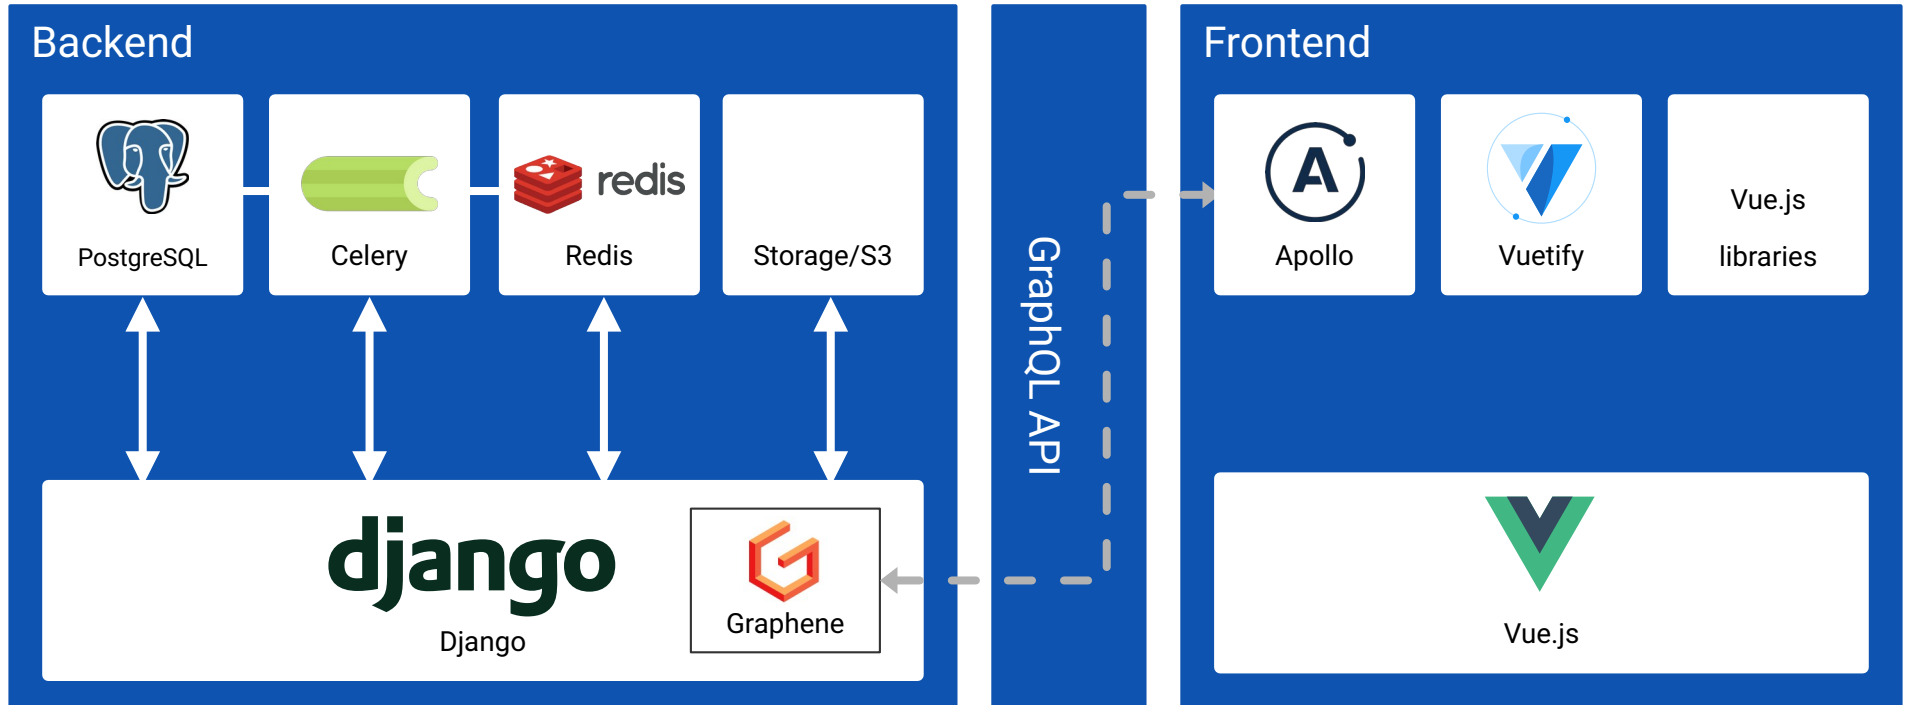 Backend
PostgreSQL
Celery
redis
Redis
Storage/S3
django
Django
Graphene
GraphQL API
Frontend
A
Apollo
Vuetify
Vue.js
libraries
Vue.js